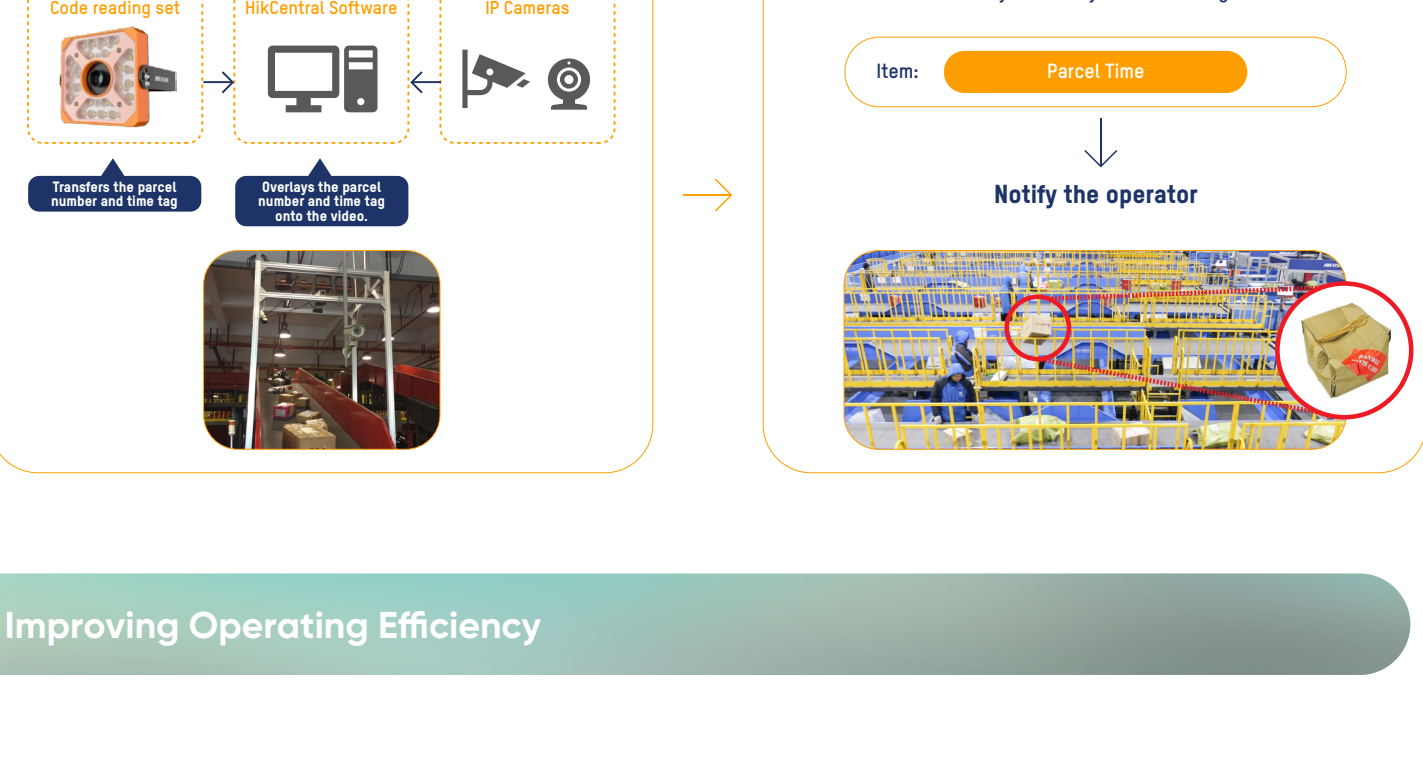 Code reading set
HikCentral Software
IP Cameras
Transfers the parcel
number and time tag
Overlays the parcel
number and time tag
onto the video.
Item:
Parcel Time
Notify the operator
Improving Operating Efficiency